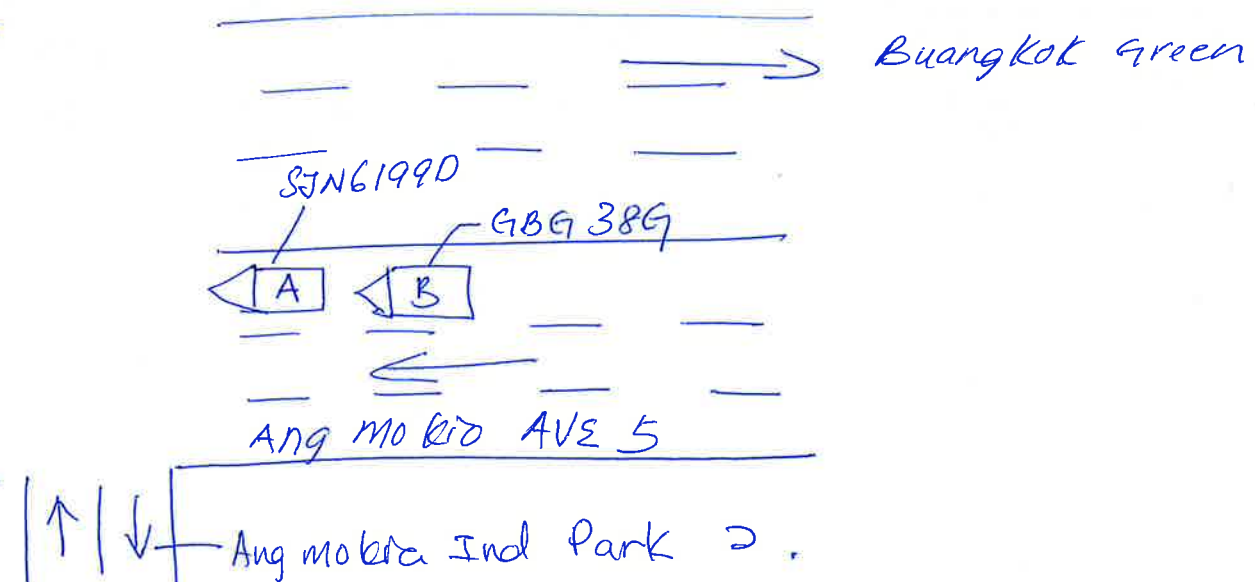 Buangkok Green
SJN6199D
GBG 38G
A
B
Ang Mo Kio AVE 5
Ang mo kio Ind Park 2.